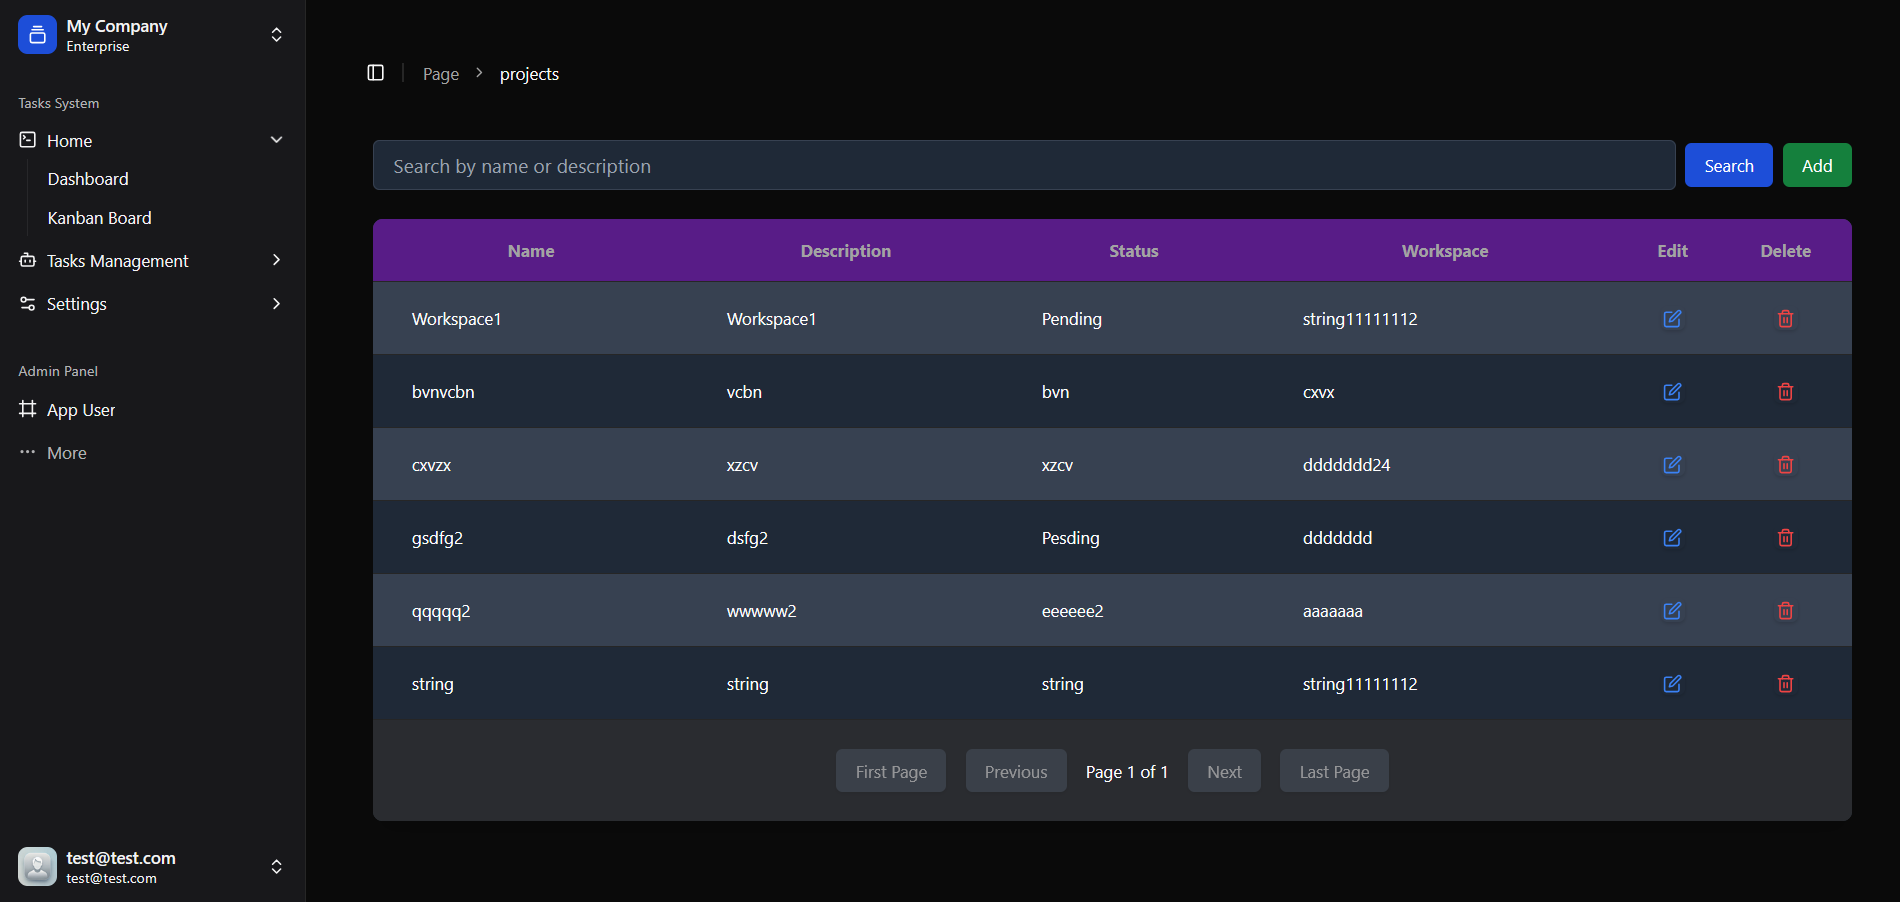 My Company
Enterprise
Tasks System
Home
Dashboard
Kanban Board
Tasks Management
Settings
Admin Panel
App User
More
test@test.com
test@test.com
Page > projects
Search by name or description Search Add
Name Description Status Workspace Edit Delete
Workspace1 Workspace1 Pending string11111112
bvnvcbn vcbn bvn cxvx
cxvzx xzcv xzcv ddddddd24
gsdfg2 dsfg2 Pesding ddddddd
qqqqq2 wwwww2 eeeeee2 aaaaaaa
string string string string11111112
First Page Previous Page 1 of 1 Next Last Page